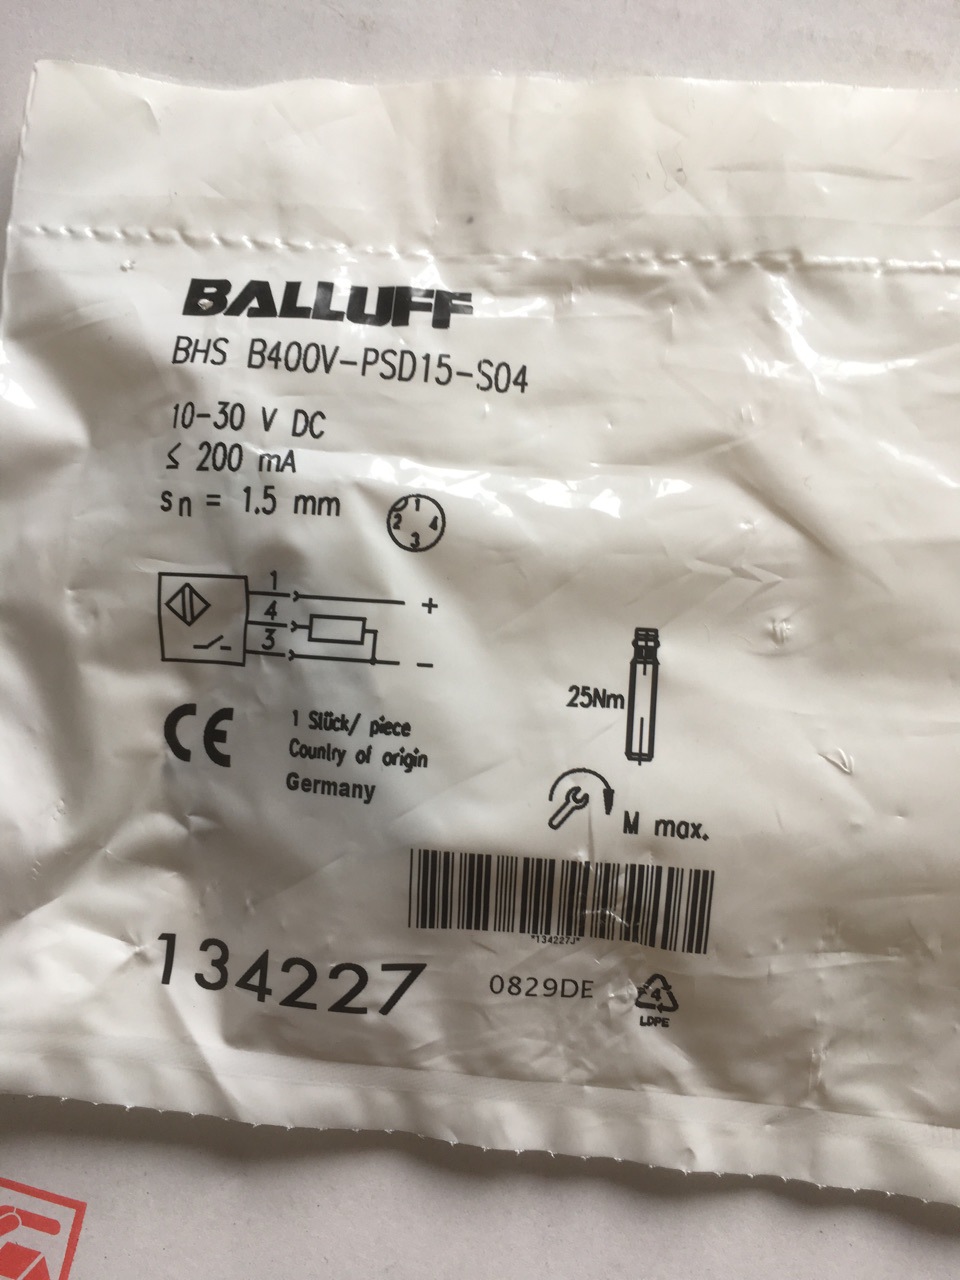 BALLUFF
BHS B400V-PSD15-S04
10-30 V DC
≤ 200 mA
sn = 1.5 mm
1
2 4
3
1
+
4
3
-
25Nm
CE
1 Stück/ piece
Country of origin
Germany
M max.
*134227J*
134227
0829DE
4
LDPE